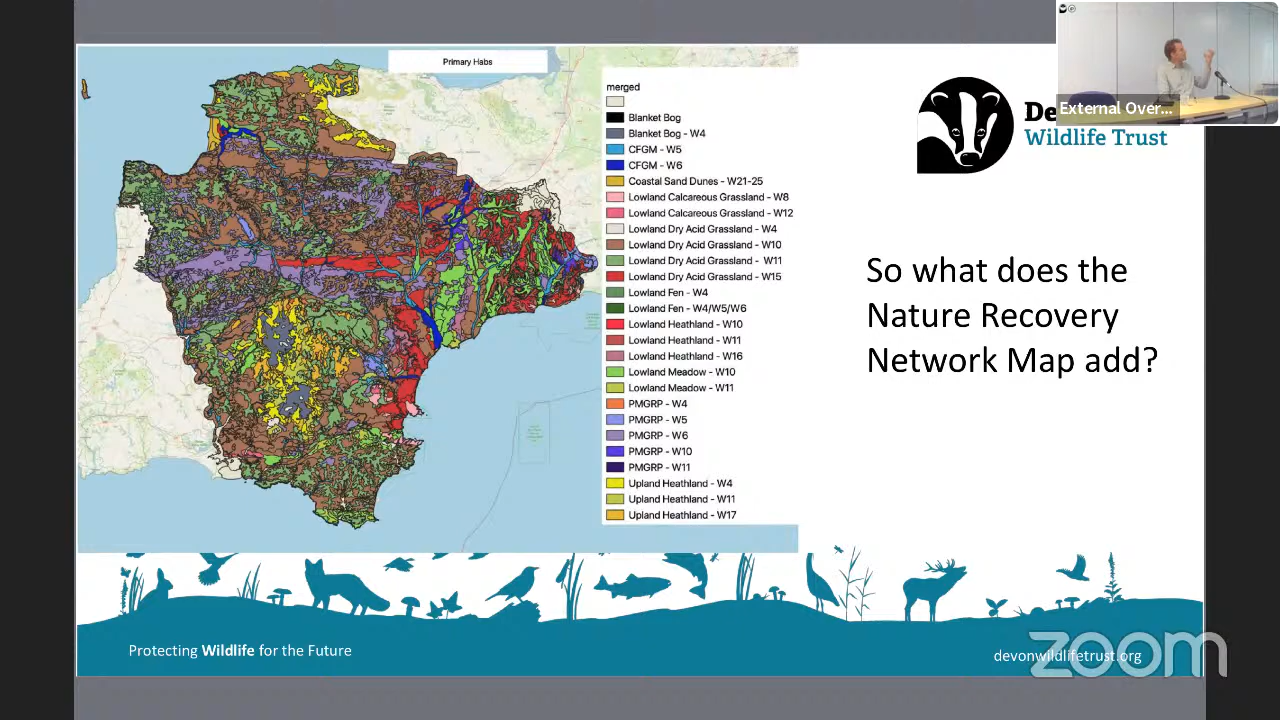 Primary Habs
merged
Blanket Bog
Blanket Bog - W4
CFGM - W5
CFGM - W6
Coastal Sand Dunes - W21-25
Lowland Calcareous Grassland - W8
Lowland Calcareous Grassland - W12
Lowland Dry Acid Grassland - W4
Lowland Dry Acid Grassland - W10
Lowland Dry Acid Grassland - W11
Lowland Dry Acid Grassland - W15
Lowland Fen - W4
Lowland Fen - W4/W5/W6
Lowland Heathland - W10
Lowland Heathland - W11
Lowland Heathland - W16
Lowland Meadow - W10
Lowland Meadow - W11
PMGRP - W4
PMGRP - W5
PMGRP - W6
PMGRP - W10
PMGRP - W11
Upland Heathland - W4
Upland Heathland - W11
Upland Heathland - W17
External Over...
De
Wildlife Trust
So what does the
Nature Recovery
Network Map add?
Protecting Wildlife for the Future
devonwildlifetrust.org
zoom